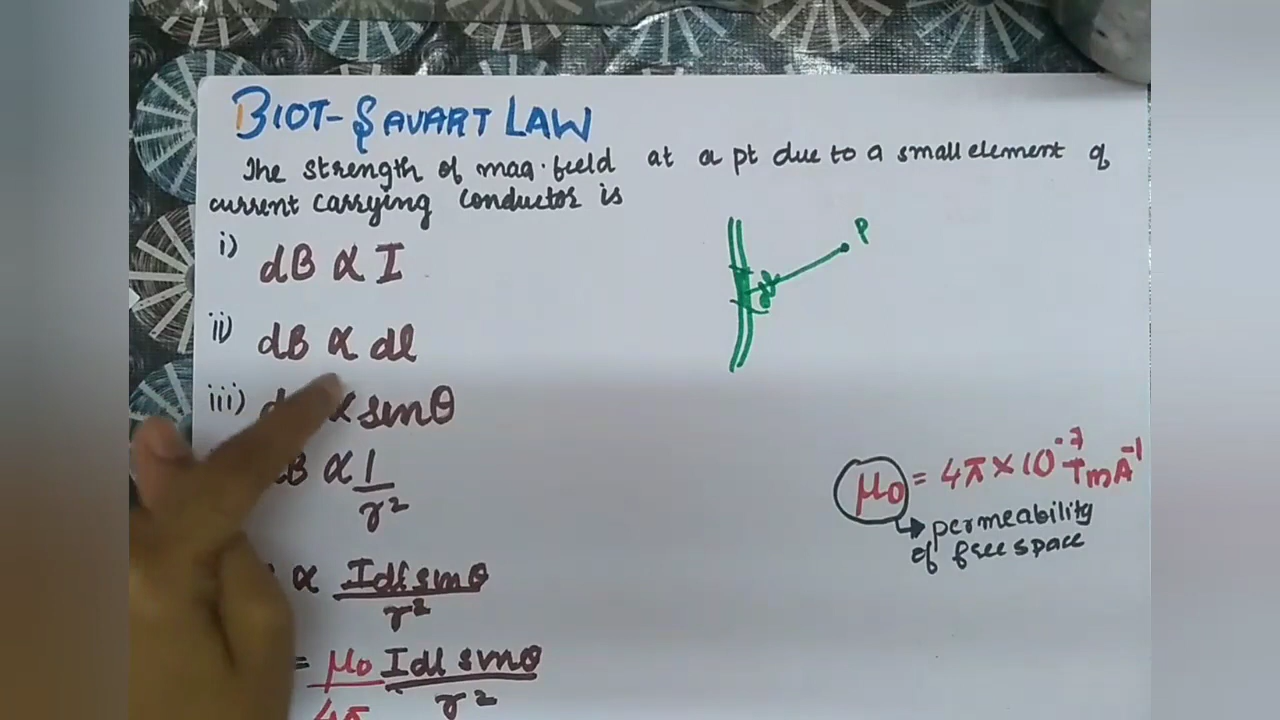 BIOT-SAVART LAW
The strength of mag. field at a pt due to a small element of
current carrying conductor is
i) dB ∝ I
P
ii) dB ∝ dl
iii) ∝ sinθ
B ∝ 1/r²
μ₀ = 4π × 10⁻⁷ TmA⁻¹
permeability
of free space
∝ Idl sinθ/r²
= μ₀/4π Idl sinθ/r²